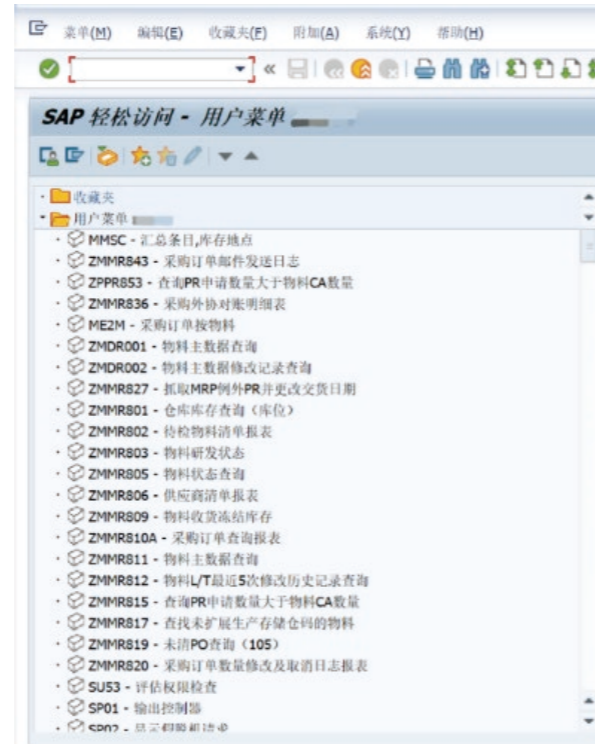 菜单(M) 编辑(E) 收藏夹(F) 附加(A) 系统(Y) 帮助(H)
SAP 轻松访问 - 用户菜单
收藏夹
用户菜单
MMSC - 汇总条目,库存地点
ZMMR843 - 采购订单邮件发送日志
ZPPR853 - 查询PR申请数量大于物料CA数量
ZMMR836 - 采购外协对账明细表
ME2M - 采购订单按物料
ZMDR001 - 物料主数据查询
ZMDR002 - 物料主数据修改记录查询
ZMMR827 - 抓取MRP例外PR并更改交货日期
ZMMR801 - 仓库库存查询（库位）
ZMMR802 - 待检物料清单报表
ZMMR803 - 物料研发状态
ZMMR805 - 物料状态查询
ZMMR806 - 供应商清单报表
ZMMR809 - 物料收货冻结库存
ZMMR810A - 采购订单查询报表
ZMMR811 - 物料主数据查询
ZMMR812 - 物料L/T最近5次修改历史记录查询
ZMMR815 - 查询PR申请数量大于物料CA数量
ZMMR817 - 查找未扩展生产存储仓码的物料
ZMMR819 - 未清PO查询（105）
ZMMR820 - 采购订单数量修改及取消日志报表
SU53 - 评估权限检查
SP01 - 输出控制器
SP02 - 显示假脱机请求